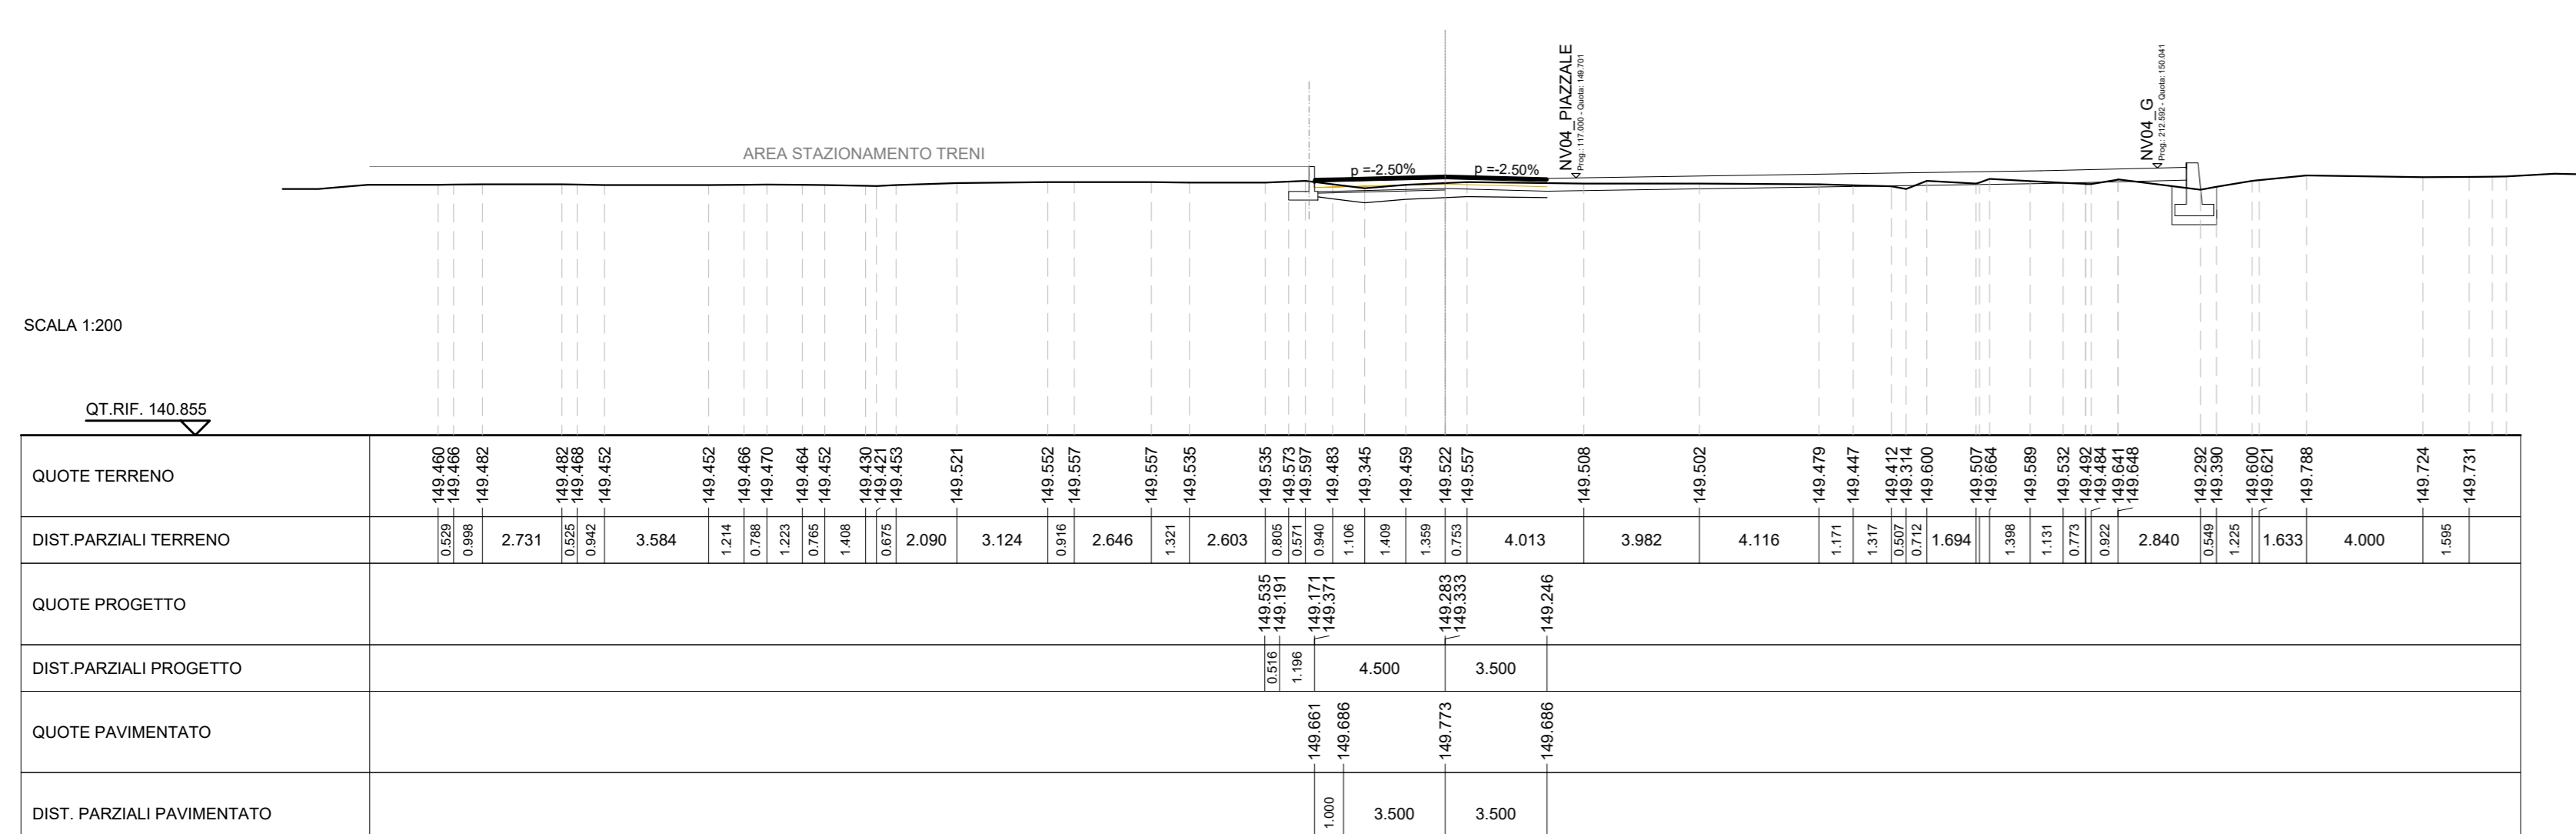 NV04_PIAZZALE
Prog.: 117.000 - Quota: 149.701
NV04_G
Prog.: 212.592 - Quota: 150.041
AREA STAZIONAMENTO TRENI
p =-2.50%
p =-2.50%
SCALA 1:200
QT.RIF. 140.855
QUOTE TERRENO 149.460 149.466 149.482 149.482 149.468 149.452 149.452 149.466 149.470 149.464 149.452 149.430 149.421 149.453 149.521 149.552 149.557 149.557 149.535 149.535 149.573 149.597 149.483 149.345 149.459 149.522 149.557 149.508 149.502 149.479 149.447 149.412 149.314 149.600 149.507 149.664 149.589 149.532 149.492 149.484 149.641 149.648 149.292 149.390 149.600 149.621 149.788 149.724 149.731
DIST.PARZIALI TERRENO 0.529 0.998 2.731 0.525 0.942 3.584 1.214 0.788 1.223 0.765 1.408 0.675 2.090 3.124 0.916 2.646 1.321 2.603 0.805 0.571 0.940 1.106 1.409 1.359 0.753 4.013 3.982 4.116 1.171 1.317 0.507 0.712 1.694 1.398 1.131 0.773 0.922 2.840 0.549 1.225 1.633 4.000 1.595
QUOTE PROGETTO 149.535 149.191 149.171 149.371 149.283 149.333 149.246
DIST.PARZIALI PROGETTO 0.516 1.196 4.500 3.500
QUOTE PAVIMENTATO 149.661 149.686 149.773 149.686
DIST. PARZIALI PAVIMENTATO 1.000 3.500 3.500